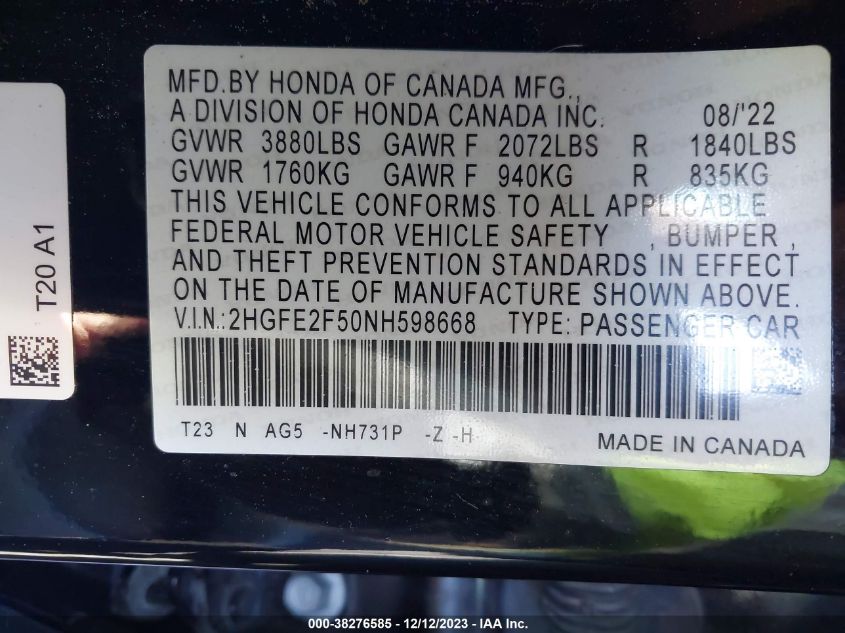 MFD.BY HONDA OF CANADA MFG.,
A DIVISION OF HONDA CANADA INC. 08/'22
GVWR 3880LBS GAWR F 2072LBS R 1840LBS
GVWR 1760KG GAWR F 940KG R 835KG
THIS VEHICLE CONFORMS TO ALL APPLICABLE
FEDERAL MOTOR VEHICLE SAFETY , BUMPER ,
AND THEFT PREVENTION STANDARDS IN EFFECT
ON THE DATE OF MANUFACTURE SHOWN ABOVE.
V.I.N.:2HGFE2F50NH598668 TYPE: PASSENGER CAR
T23 N AG5 -NH731P -Z -H
MADE IN CANADA
T20 A1
000-38276585 - 12/12/2023 - IAA Inc.